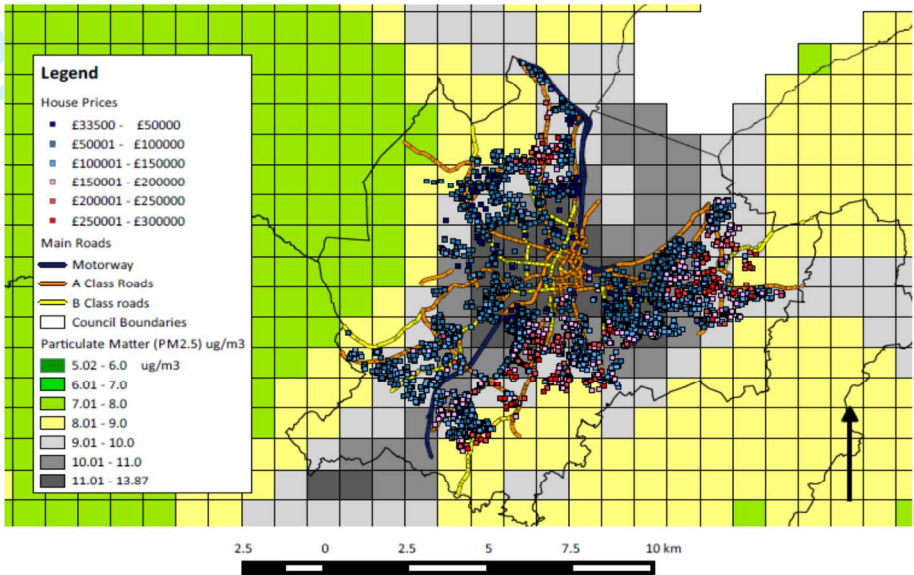 Legend
House Prices
£33500 - £50000
£50001 - £100000
£100001 - £150000
£150001 - £200000
£200001 - £250000
£250001 - £300000
Main Roads
Motorway
A Class Roads
B Class roads
Council Boundaries
Particulate Matter (PM2.5) ug/m3
5.02 - 6.0 ug/m3
6.01 - 7.0
7.01 - 8.0
8.01 - 9.0
9.01 - 10.0
10.01 - 11.0
11.01 - 13.87
2.5 0 2.5 5 7.5 10 km